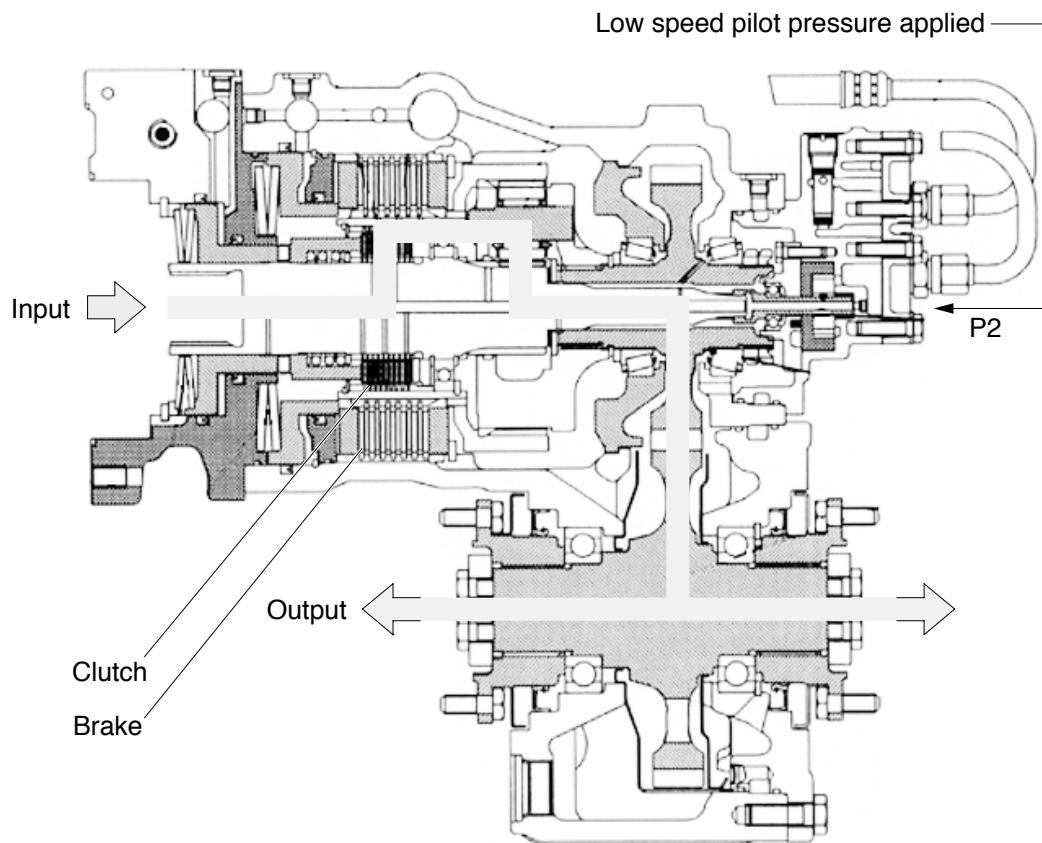 Low speed pilot pressure applied
Input
P2
Output
Clutch
Brake